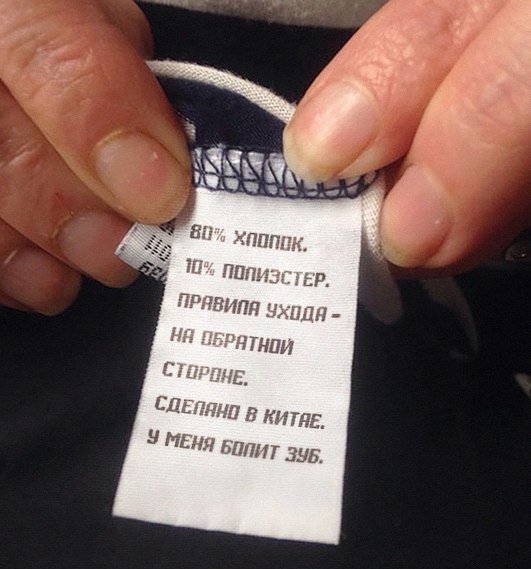 80% ХЛОПОК.
10% ПОЛИЭСТЕР.
ПРАВИЛА УХОДА -
НА ОБРАТНОЙ
СТОРОНЕ.
СДЕЛАНО В КИТАЕ.
У МЕНЯ БОЛИТ ЗУБ.